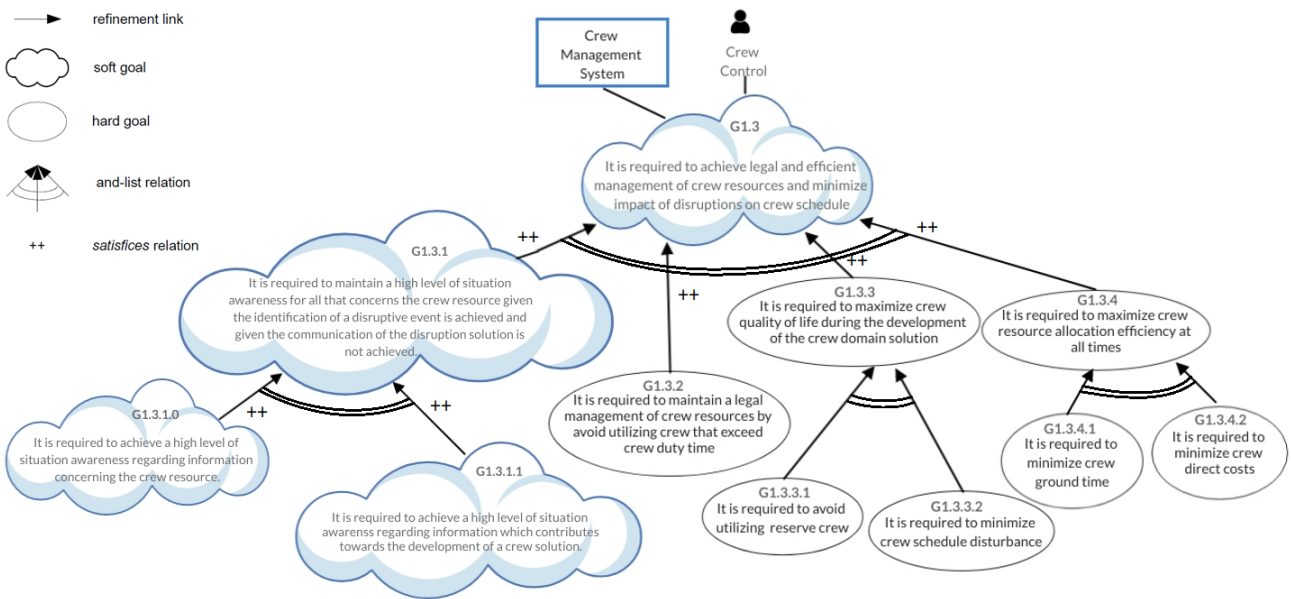 refinement link
soft goal
hard goal
and-list relation
++
satisfices relation
Crew
Management
System
Crew
Control
G1.3
It is required to achieve legal and efficient
management of crew resources and minimize
impact of disruptions on crew schedule
++
++
++
++
G1.3.1
It is required to maintain a high level of situation
awareness for all that concerns the crew resource given
the identification of a disruptive event is achieved and
given the communication of the disruption solution is
not achieved.
G1.3.3
It is required to maximize crew
quality of life during the development
of the crew domain solution
G1.3.4
It is required to maximize crew
resource allocation efficiency at
all times
G1.3.2
It is required to maintain a legal
management of crew resources by
avoid utilizing crew that exceed
crew duty time
++
++
G1.3.1.0
It is required to achieve a high level of
situation awareness regarding information
concerning the crew resource.
G1.3.1.1
It is required to achieve a high level of situation
awarenss regarding information which contributes
towards the development of a crew solution.
G1.3.3.1
It is required to avoid
utilizing reserve crew
G1.3.3.2
It is required to minimize
crew schedule disturbance
G1.3.4.1
It is required to
minimize crew
ground time
G1.3.4.2
It is required to
minimize crew
direct costs